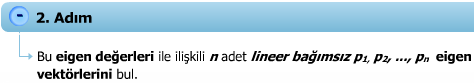 2. Adım
Bu eigen değerleri ile ilişkili n adet lineer bağımsız p1, p2, ..., pn eigen
vektörlerini bul.